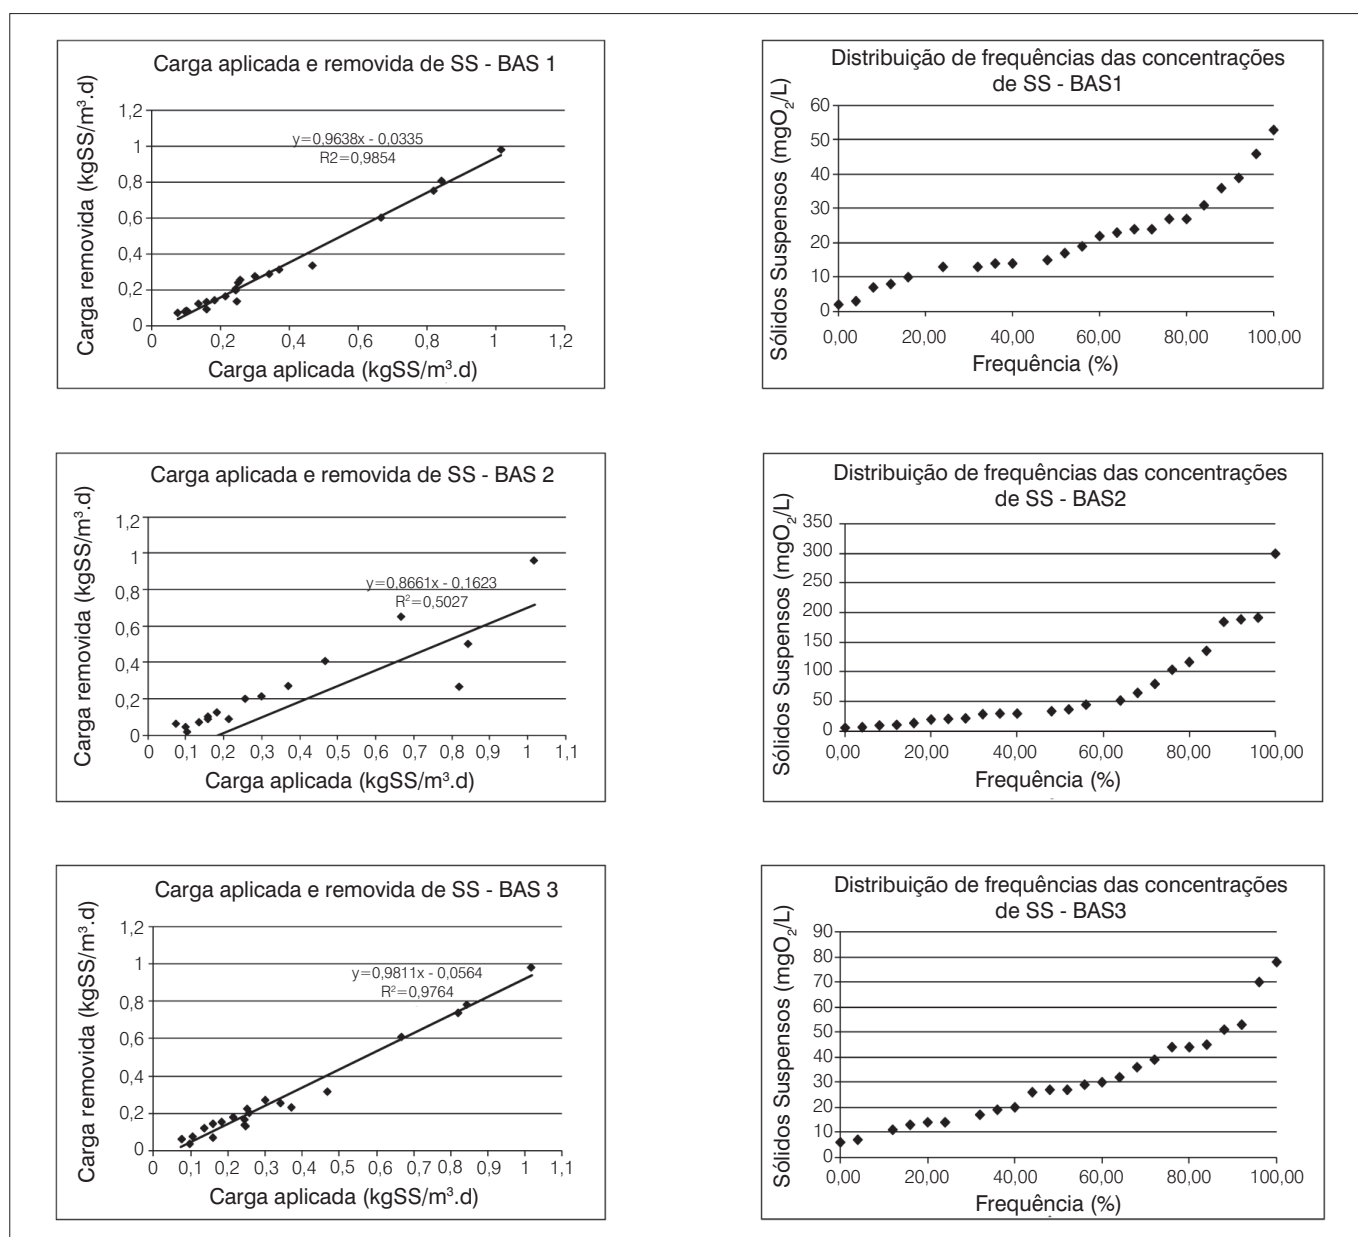 Carga aplicada e removida de SS - BAS 1
Carga removida (kgSS/m³.d)
1,2
1
0,8
0,6
0,4
0,2
0
y=0,9638x - 0,0335
R2=0,9854
0 0,2 0,4 0,6 0,8 1 1,2
Carga aplicada (kgSS/m³.d)
Distribuição de frequências das concentrações
de SS - BAS1
Sólidos Suspensos (mgO₂/L)
60
50
40
30
20
10
0
0,00 20,00 40,00 60,00 80,00 100,00
Frequência (%)
Carga aplicada e removida de SS - BAS 2
Carga removida (kgSS/m³.d)
1,2
1
0,8
0,6
0,4
0,2
0
y=0,8661x - 0,1623
R²=0,5027
0 0,1 0,2 0,3 0,4 0,5 0,6 0,7 0,8 0,9 1 1,1
Carga aplicada (kgSS/m³.d)
Distribuição de frequências das concentrações
de SS - BAS2
Sólidos Suspensos (mgO₂/L)
350
300
250
200
150
100
50
0
0,00 20,00 40,00 60,00 80,00 100,00
Frequência (%)
Carga aplicada e removida de SS - BAS 3
Carga removida (kgSS/m³.d)
1,2
1
0,8
0,6
0,4
0,2
0
y=0,9811x - 0,0564
R²=0,9764
0 0,1 0,2 0,3 0,4 0,5 0,6 0,7 0,8 0,9 1 1,1
Carga aplicada (kgSS/m³.d)
Distribuição de frequências das concentrações
de SS - BAS3
Sólidos Suspensos (mgO₂/L)
90
80
70
60
50
40
30
20
10
0
0,00 20,00 40,00 60,00 80,00 100,00
Frequência (%)